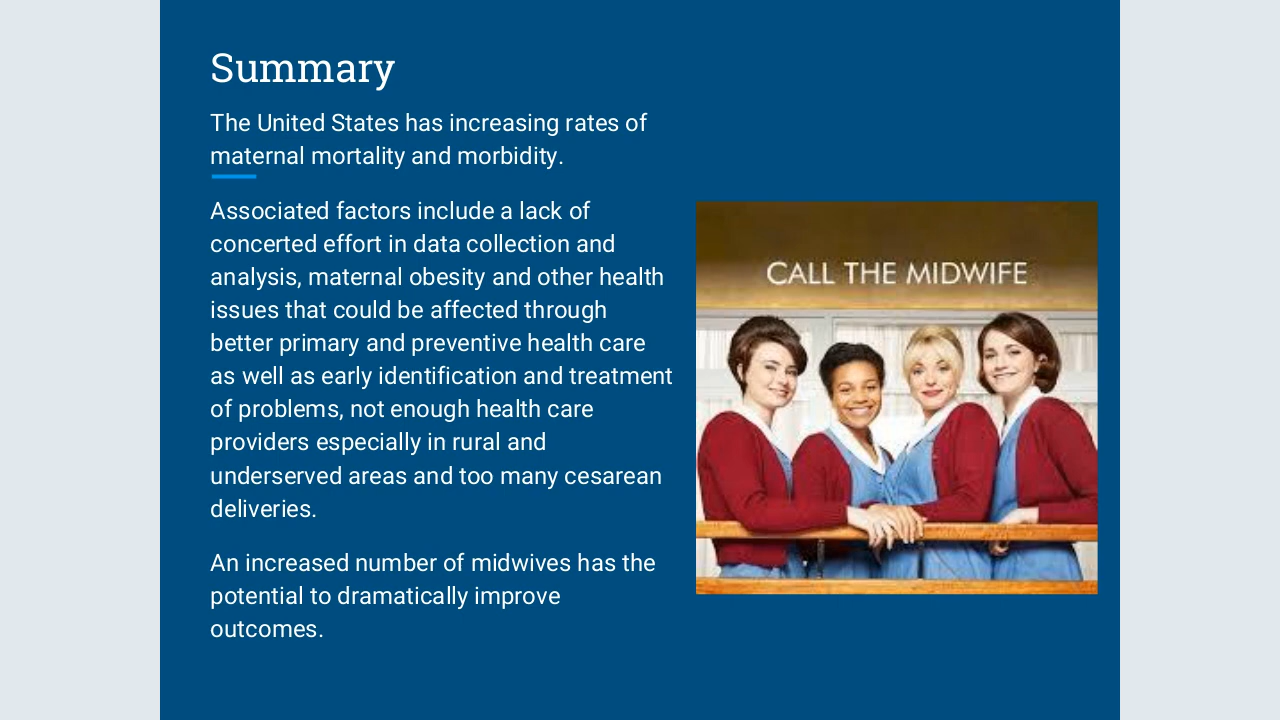 Summary
The United States has increasing rates of
maternal mortality and morbidity.
Associated factors include a lack of
concerted effort in data collection and
analysis, maternal obesity and other health
issues that could be affected through
better primary and preventive health care
as well as early identification and treatment
of problems, not enough health care
providers especially in rural and
underserved areas and too many cesarean
deliveries.
An increased number of midwives has the
potential to dramatically improve
outcomes.
CALL THE MIDWIFE